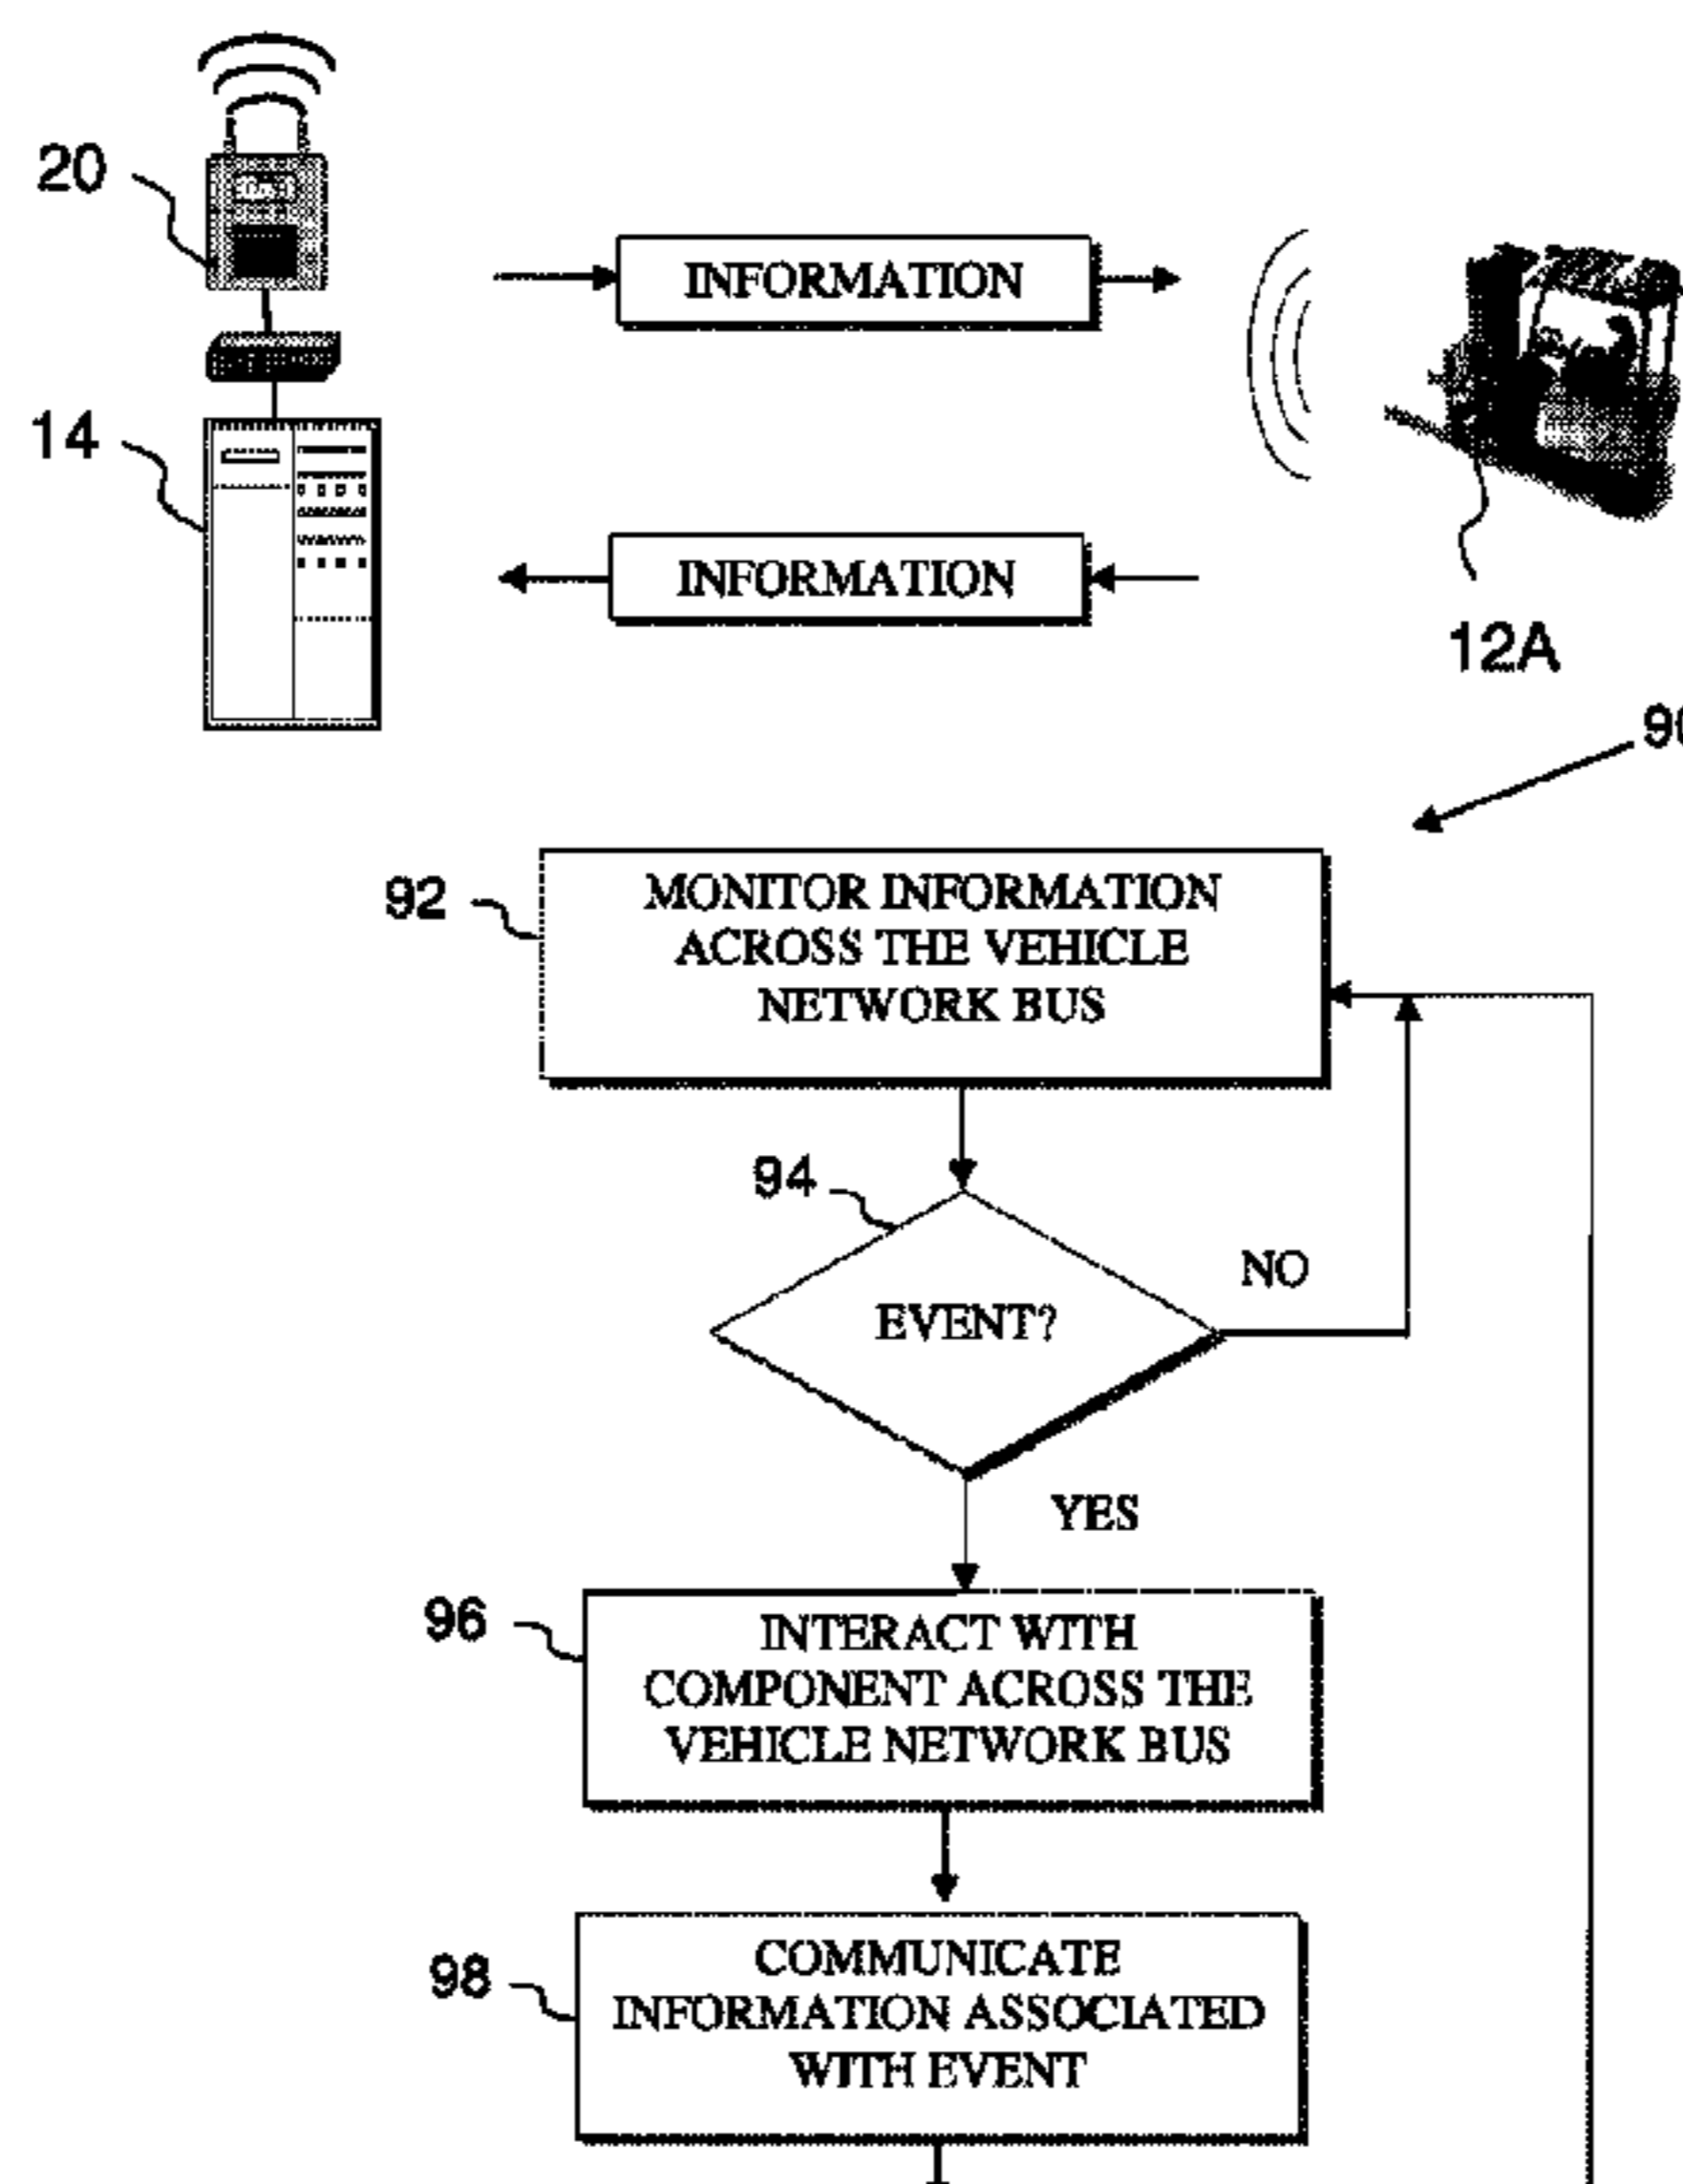 20
INFORMATION
14
INFORMATION
12A
92
MONITOR INFORMATION
ACROSS THE VEHICLE
NETWORK BUS
94
EVENT?
NO
YES
96
INTERACT WITH
COMPONENT ACROSS THE
VEHICLE NETWORK BUS
98
COMMUNICATE
INFORMATION ASSOCIATED
WITH EVENT